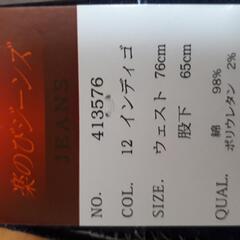 楽のびジーンズ
JEANS
NO. 413576
COL. 12 インディゴ
SIZE. ウェスト 76cm
股下 65cm
QUAL. 綿 98%
ポリウレタン 2%